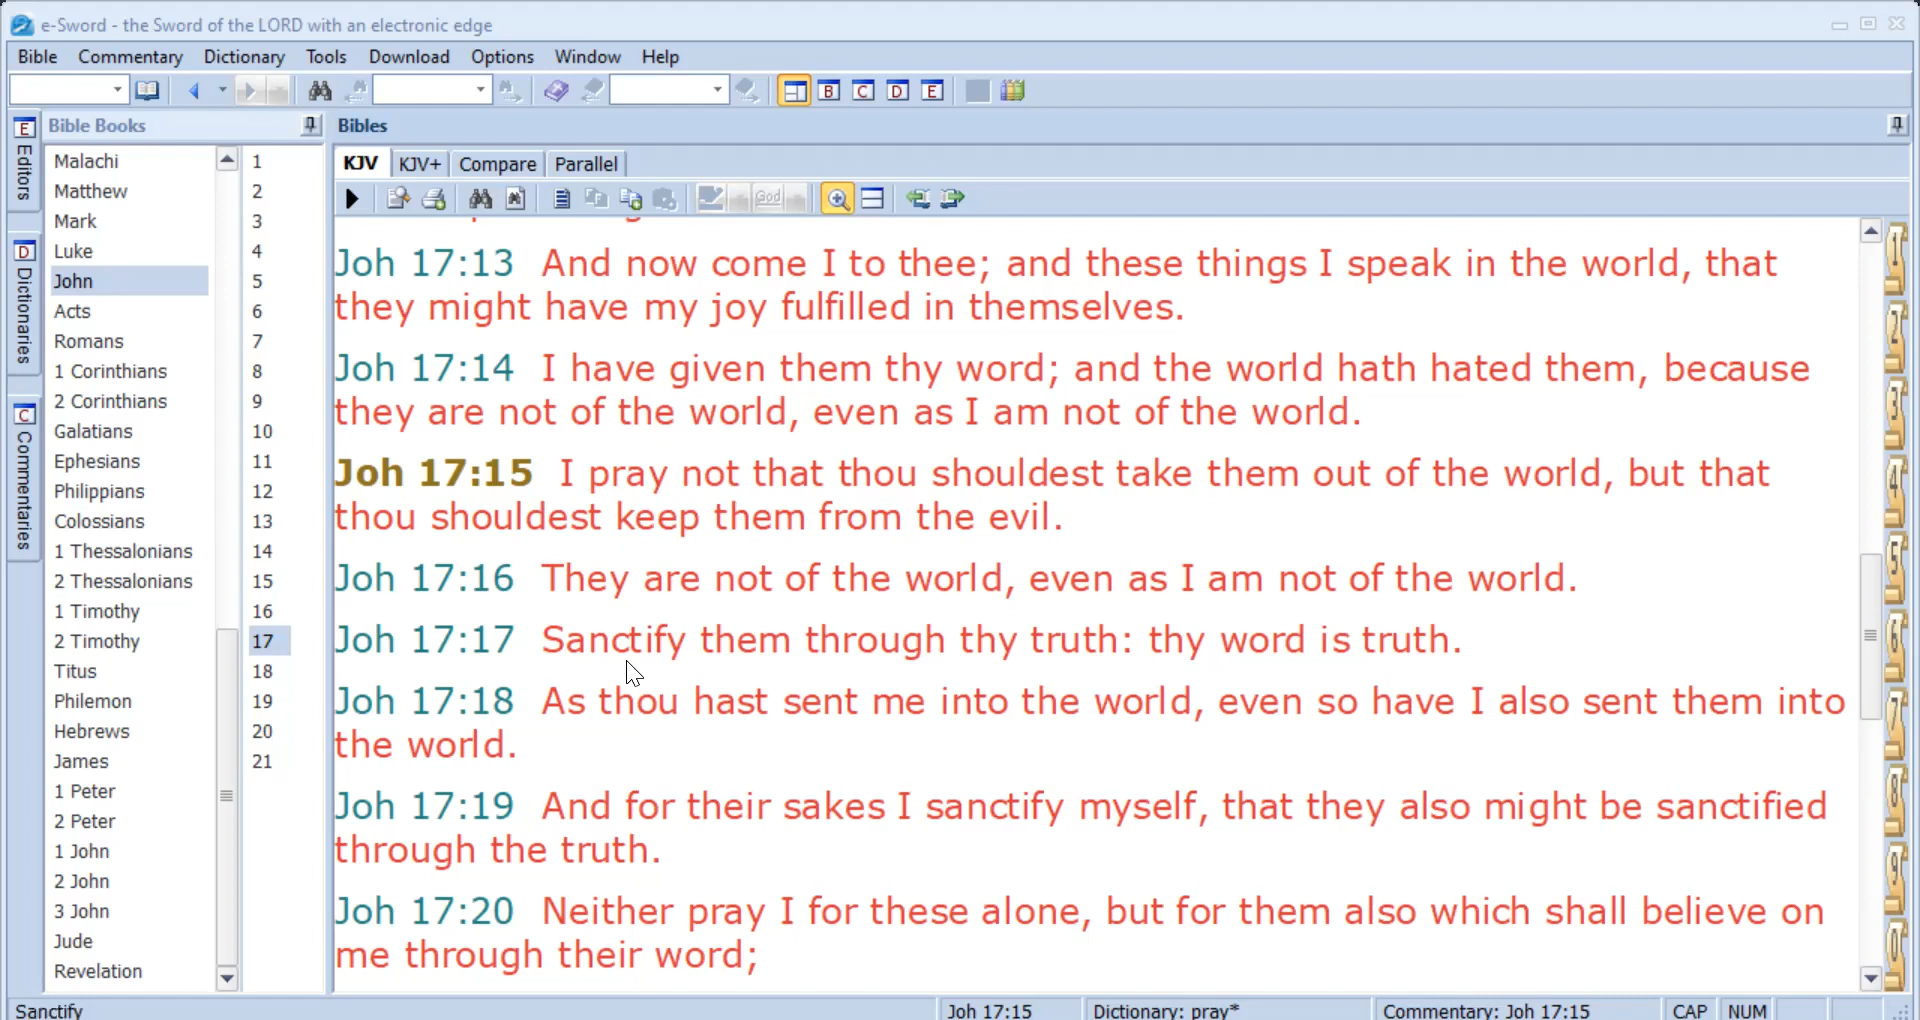 e-Sword - the Sword of the LORD with an electronic edge
Bible Commentary Dictionary Tools Download Options Window Help
B C D E
E Editors
D Dictionaries
C Commentaries
Bible Books
Malachi
Matthew
Mark
Luke
John
Acts
Romans
1 Corinthians
2 Corinthians
Galatians
Ephesians
Philippians
Colossians
1 Thessalonians
2 Thessalonians
1 Timothy
2 Timothy
Titus
Philemon
Hebrews
James
1 Peter
2 Peter
1 John
2 John
3 John
Jude
Revelation
1
2
3
4
5
6
7
8
9
10
11
12
13
14
15
16
17
18
19
20
21
Bibles
KJV KJV+ Compare Parallel
God
Joh 17:13 And now come I to thee; and these things I speak in the world, that
they might have my joy fulfilled in themselves.
Joh 17:14 I have given them thy word; and the world hath hated them, because
they are not of the world, even as I am not of the world.
Joh 17:15 I pray not that thou shouldest take them out of the world, but that
thou shouldest keep them from the evil.
Joh 17:16 They are not of the world, even as I am not of the world.
Joh 17:17 Sanctify them through thy truth: thy word is truth.
Joh 17:18 As thou hast sent me into the world, even so have I also sent them into
the world.
Joh 17:19 And for their sakes I sanctify myself, that they also might be sanctified
through the truth.
Joh 17:20 Neither pray I for these alone, but for them also which shall believe on
me through their word;
1
2
3
4
5
6
7
8
9
0
Sanctify Joh 17:15 Dictionary: pray* Commentary: Joh 17:15 CAP NUM